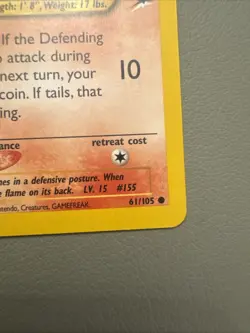 ngth: 1' 8", Weight: 17 lbs.
If the Defending
attack during
next turn, your
10
coin. If tails, that
ing.
ance
retreat cost
es in a defensive posture. When
e flame on its back. LV. 15 #155
ntendo, Creatures, GAMEFREAK.
61/105